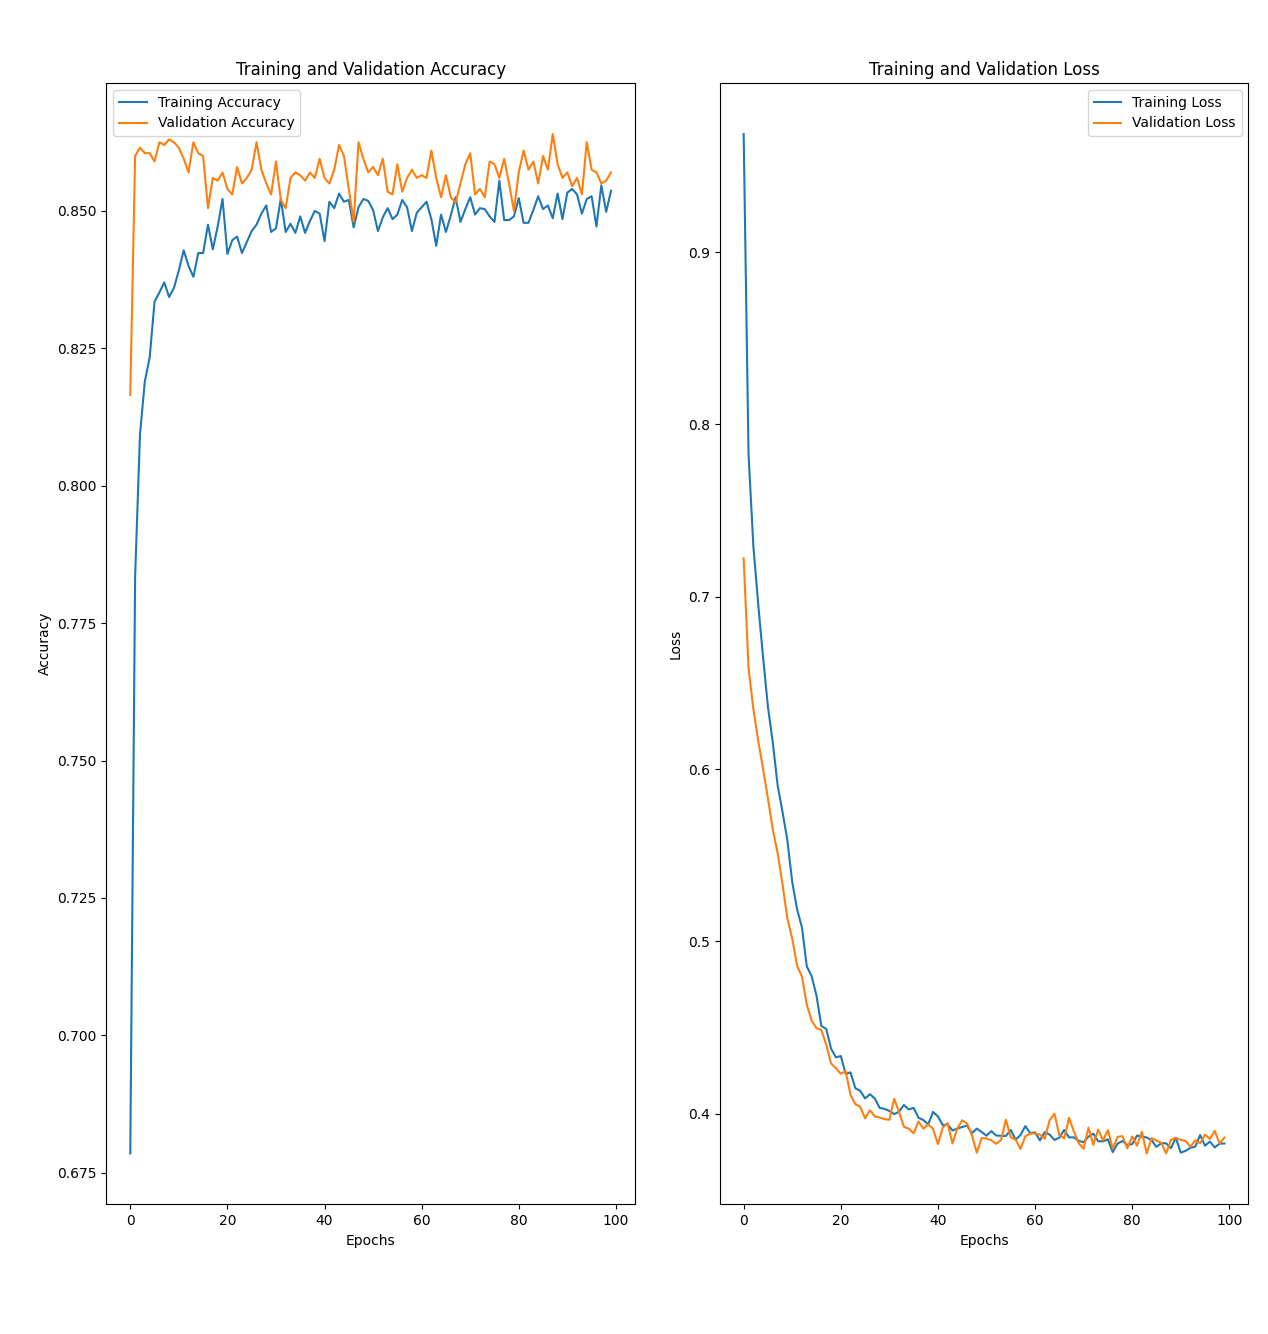 Training and Validation Accuracy
Training Accuracy
Validation Accuracy
0.850
0.825
0.800
0.775
0.750
0.725
0.700
0.675
Accuracy
0 20 40 60 80 100
Epochs
Training and Validation Loss
Training Loss
Validation Loss
0.9
0.8
0.7
0.6
0.5
0.4
Loss
0 20 40 60 80 100
Epochs